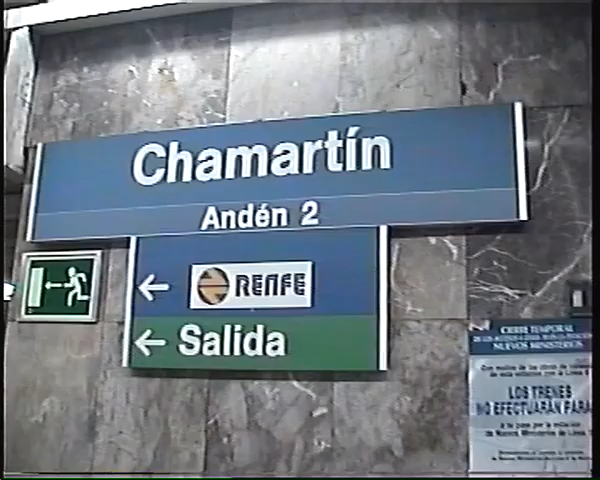 Chamartín
Andén 2
← RENFE
← Salida
CIERRE TEMPORAL
NUEVOS MINISTERIOS
LOS TRENES
NO EFECTUARÁN PARA